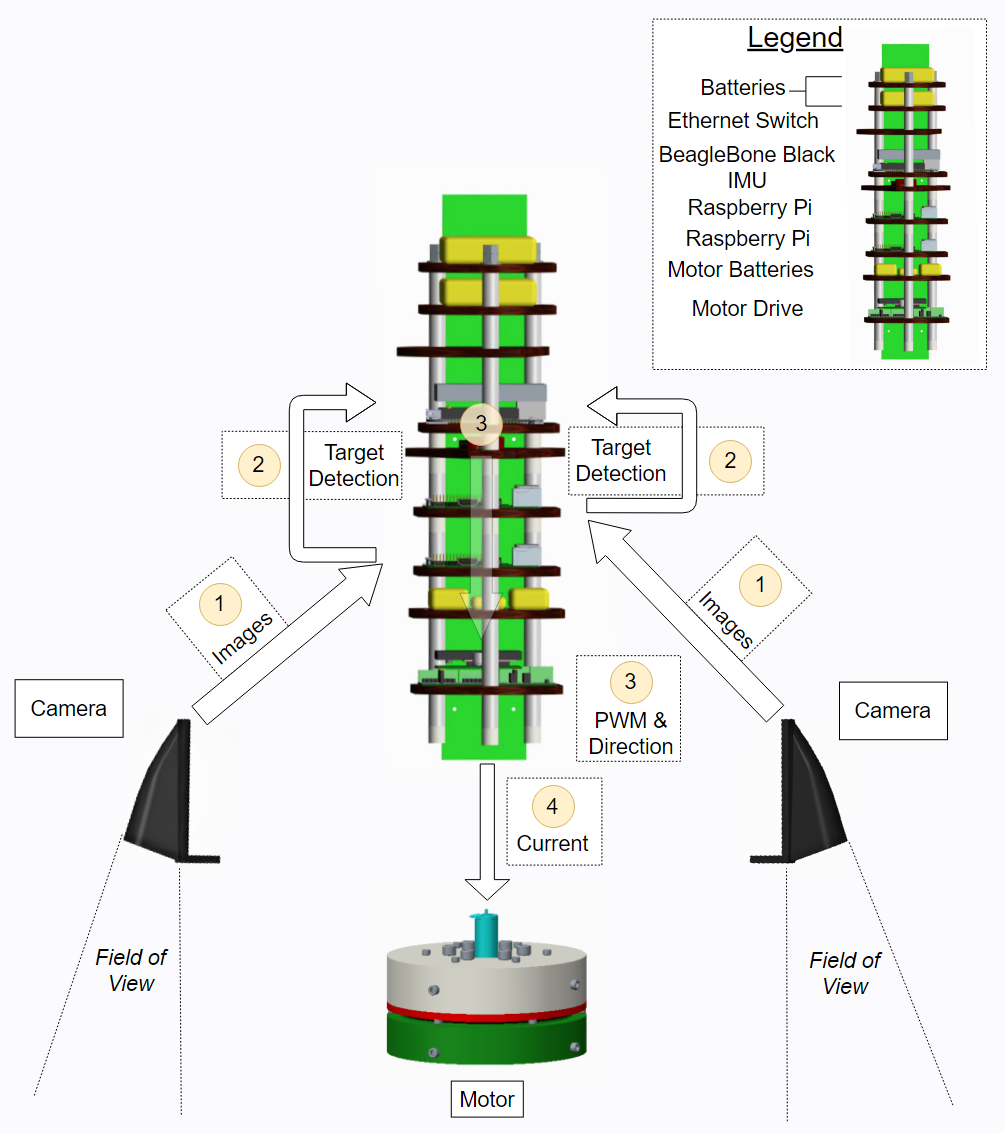 Legend
Batteries
Ethernet Switch
BeagleBone Black
IMU
Raspberry Pi
Raspberry Pi
Motor Batteries
Motor Drive
3
2
Target
Detection
Target
Detection
2
1
Images
1
Images
Camera
3
PWM &
Direction
Camera
4
Current
Field of
View
Field of
View
Motor